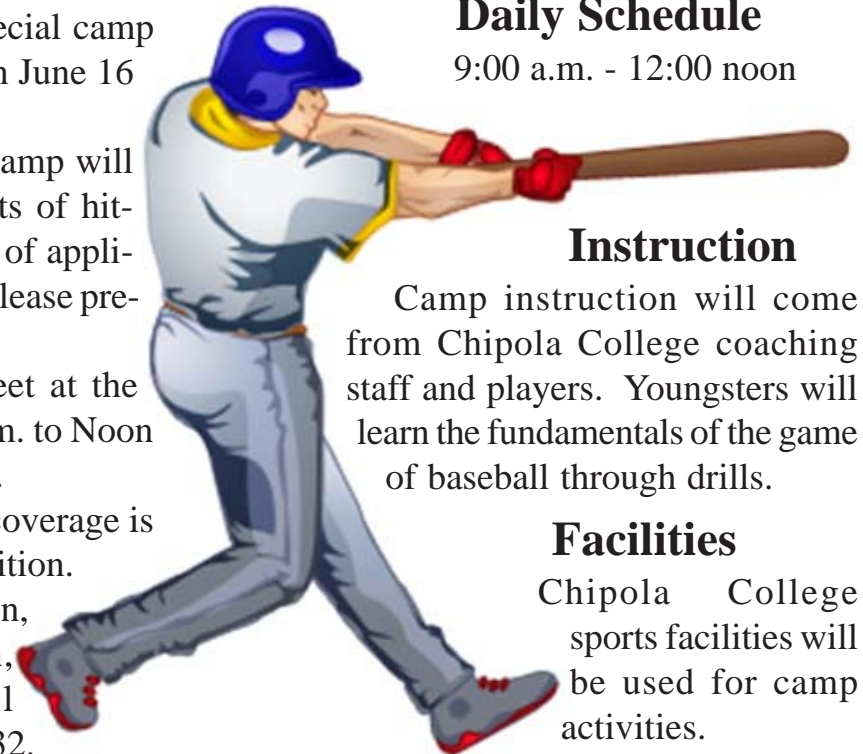 ecial camp
June 16
amp will
ts of hit-
of appli-
lease pre-
eet at the
m. to Noon
coverage is
ition.
Daily Schedule
9:00 a.m. - 12:00 noon
Instruction
Camp instruction will come
from Chipola College coaching
staff and players. Youngsters will
learn the fundamentals of the game
of baseball through drills.
Facilities
Chipola College
sports facilities will
be used for camp
activities.